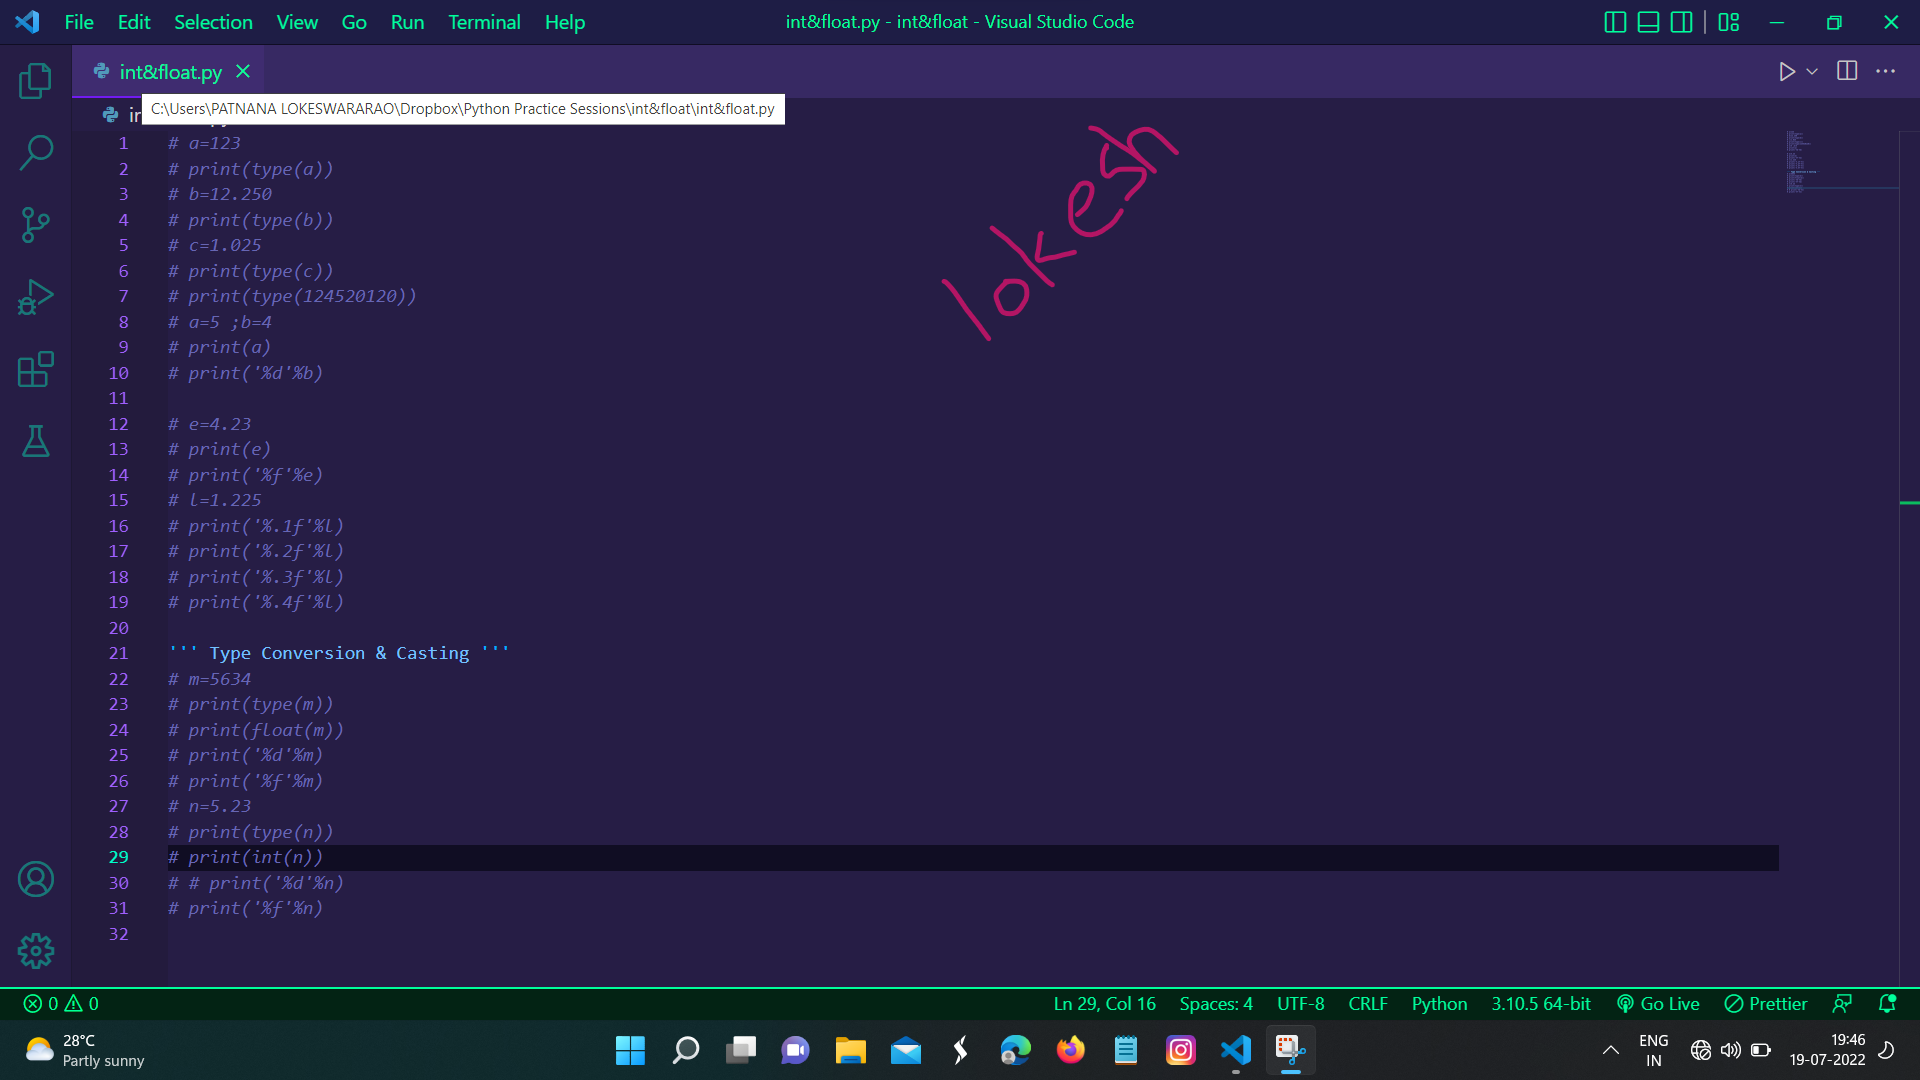 File Edit Selection View Go Run Terminal Help int&float.py - int&float - Visual Studio Code
int&float.py
C:\Users\PATNANA LOKESWARARAO\Dropbox\Python Practice Sessions\int&float\int&float.py
1 # a=123
2 # print(type(a))
3 # b=12.250
4 # print(type(b))
5 # c=1.025
6 # print(type(c))
7 # print(type(124520120))
8 # a=5 ;b=4
9 # print(a)
10 # print('%d'%b)
11
12 # e=4.23
13 # print(e)
14 # print('%f'%e)
15 # l=1.225
16 # print('%.1f'%l)
17 # print('%.2f'%l)
18 # print('%.3f'%l)
19 # print('%.4f'%l)
20
21 ''' Type Conversion & Casting '''
22 # m=5634
23 # print(type(m))
24 # print(float(m))
25 # print('%d'%m)
26 # print('%f'%m)
27 # n=5.23
28 # print(type(n))
29 # print(int(n))
30 # # print('%d'%n)
31 # print('%f'%n)
32
lokesh
0 0 Ln 29, Col 16 Spaces: 4 UTF-8 CRLF Python 3.10.5 64-bit Go Live Prettier
28°C
Partly sunny
ENG
IN
19:46
19-07-2022